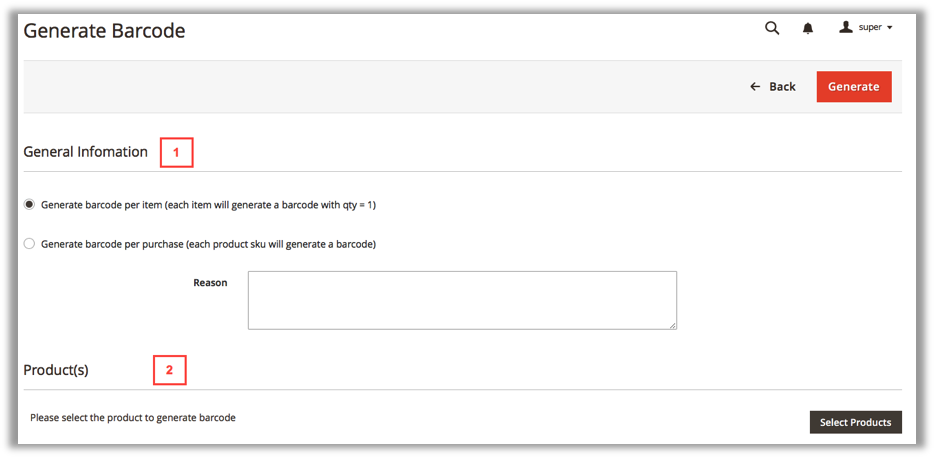 Generate Barcode
super
Back
Generate
General Infomation
1
Generate barcode per item (each item will generate a barcode with qty = 1)
Generate barcode per purchase (each product sku will generate a barcode)
Reason
Product(s)
2
Please select the product to generate barcode
Select Products